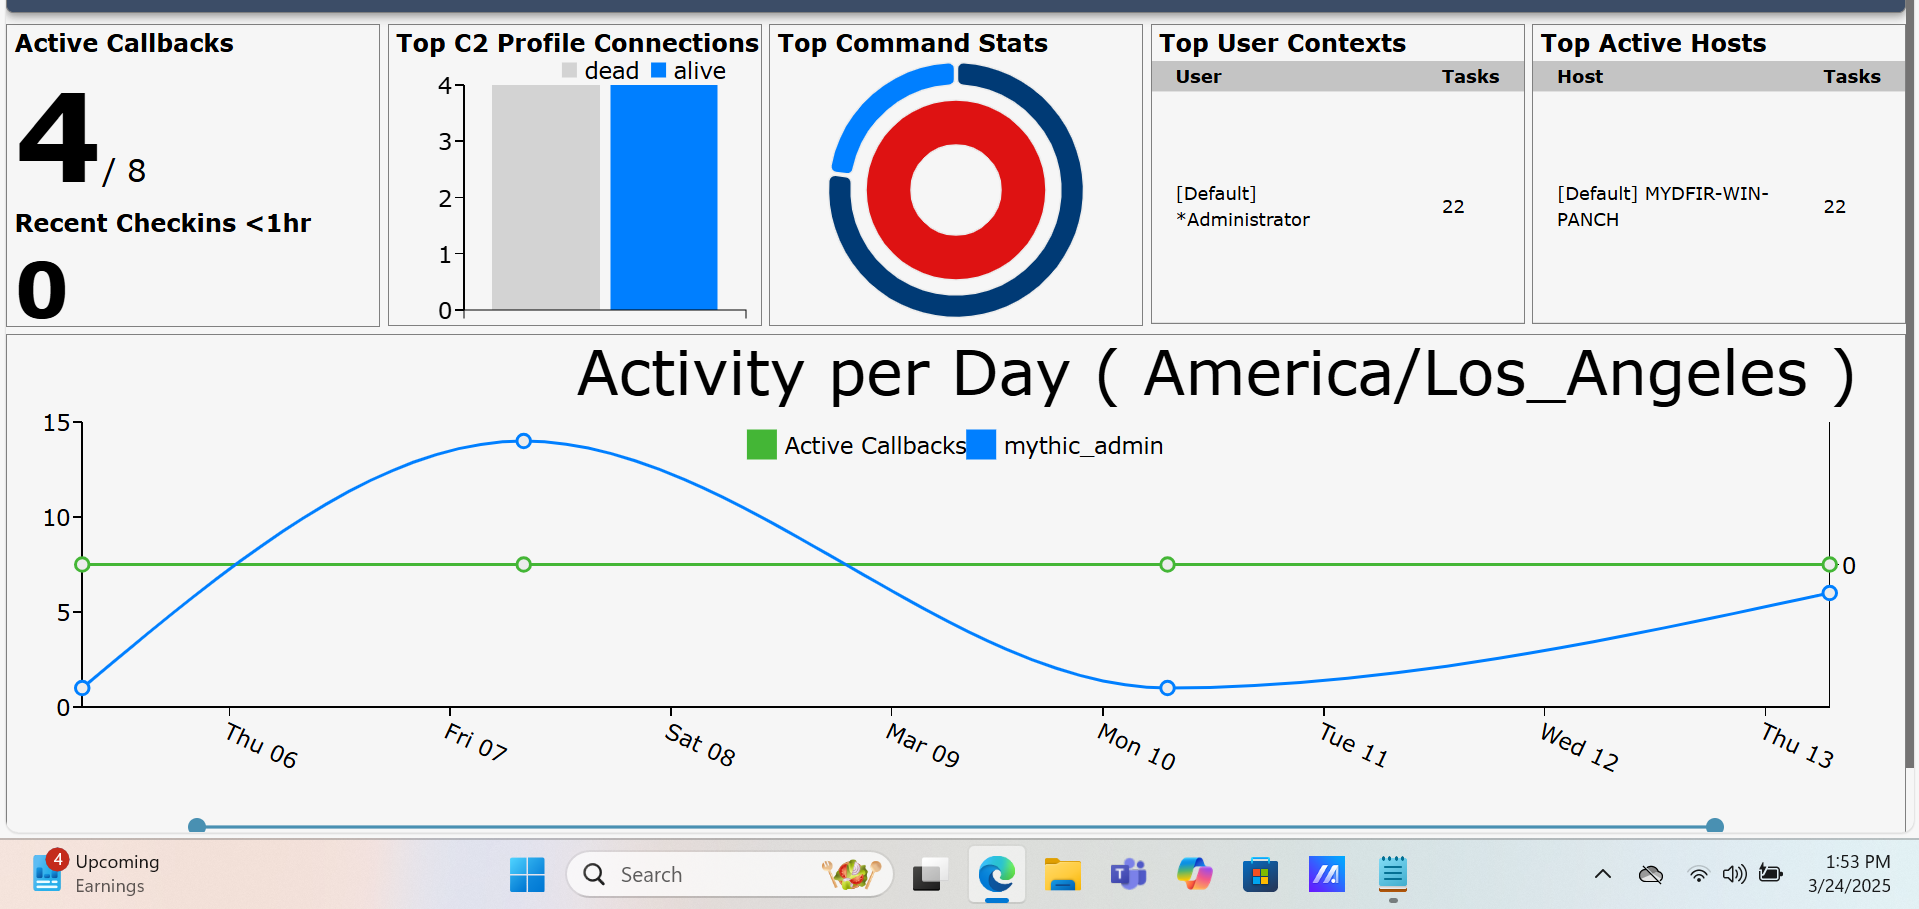 Active Callbacks
4 / 8
Recent Checkins <1hr
0
Top C2 Profile Connections
dead alive
4
3
2
1
0
Top Command Stats
Top User Contexts
User Tasks
[Default]
*Administrator
22
Top Active Hosts
Host Tasks
[Default] MYDFIR-WIN-
PANCH
22
Activity per Day ( America/Los_Angeles )
Active Callbacks mythic_admin
15
10
5
0
0
Thu 06 Fri 07 Sat 08 Mar 09 Mon 10 Tue 11 Wed 12 Thu 13
4
Upcoming
Earnings
Search
1:53 PM
3/24/2025